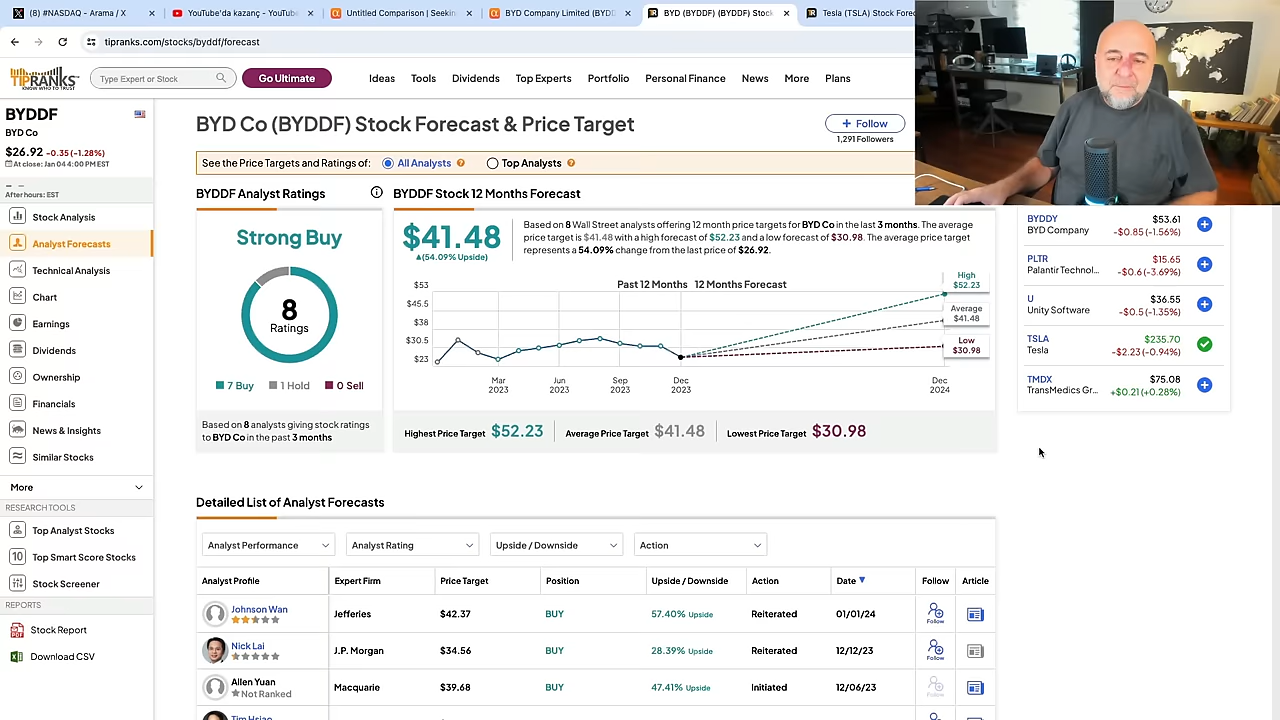 (8) #NASDAQ - Arama / X
YouTube'da kazanç - YouTube
Untitled Comparison | Seekin
BYD Company Limited (BY
BYD (BYDDF) (BYDDF) Stoc
Tesla (TSLA) Stock Forec
tipranks.com/stocks/byddf/forecast
TIPRANKS
KNOW WHO TO TRUST
Type Expert or Stock
Go Ultimate
Ideas
Tools
Dividends
Top Experts
Portfolio
Personal Finance
News
More
Plans
BYDDF
BYD Co
$26.92 -0.35 (-1.28%)
At close: Jan 04 4:00 PM EST
– –
After hours: EST
Stock Analysis
Analyst Forecasts
Technical Analysis
Chart
Earnings
Dividends
Ownership
Financials
News & Insights
Similar Stocks
More
RESEARCH TOOLS
Top Analyst Stocks
Top Smart Score Stocks
Stock Screener
REPORTS
Stock Report
Download CSV
BYD Co (BYDDF) Stock Forecast & Price Target
+ Follow
1,291 Followers
See the Price Targets and Ratings of:
All Analysts
Top Analysts
BYDDF Analyst Ratings
Strong Buy
8
Ratings
7 Buy
1 Hold
0 Sell
Based on 8 analysts giving stock ratings
to BYD Co in the past 3 months
BYDDF Stock 12 Months Forecast
$41.48
▲(54.09% Upside)
Based on 8 Wall Street analysts offering 12 month price targets for BYD Co in the last 3 months. The average
price target is $41.48 with a high forecast of $52.23 and a low forecast of $30.98. The average price target
represents a 54.09% change from the last price of $26.92.
Past 12 Months
12 Months Forecast
$53
$45.5
$38
$30.5
$23
High
$52.23
Average
$41.48
Low
$30.98
Mar
2023
Jun
2023
Sep
2023
Dec
2023
Dec
2024
Highest Price Target $52.23
Average Price Target $41.48
Lowest Price Target $30.98
BYDDY
BYD Company
$53.61
-$0.85 (-1.56%)
PLTR
Palantir Technol...
$15.65
-$0.6 (-3.69%)
U
Unity Software
$36.55
-$0.5 (-1.35%)
TSLA
Tesla
$235.70
-$2.23 (-0.94%)
TMDX
TransMedics Gr...
$75.08
+$0.21 (+0.28%)
Detailed List of Analyst Forecasts
Analyst Performance
Analyst Rating
Upside / Downside
Action
Analyst Profile
Expert Firm
Price Target
Position
Upside / Downside
Action
Date
Follow
Article
Johnson Wan
Jefferies
$42.37
BUY
57.40% Upside
Reiterated
01/01/24
Follow
Nick Lai
J.P. Morgan
$34.56
BUY
28.39% Upside
Reiterated
12/12/23
Follow
Allen Yuan
Not Ranked
Macquarie
$39.68
BUY
47.41% Upside
Initiated
12/06/23
Follow
Tim Hsiao